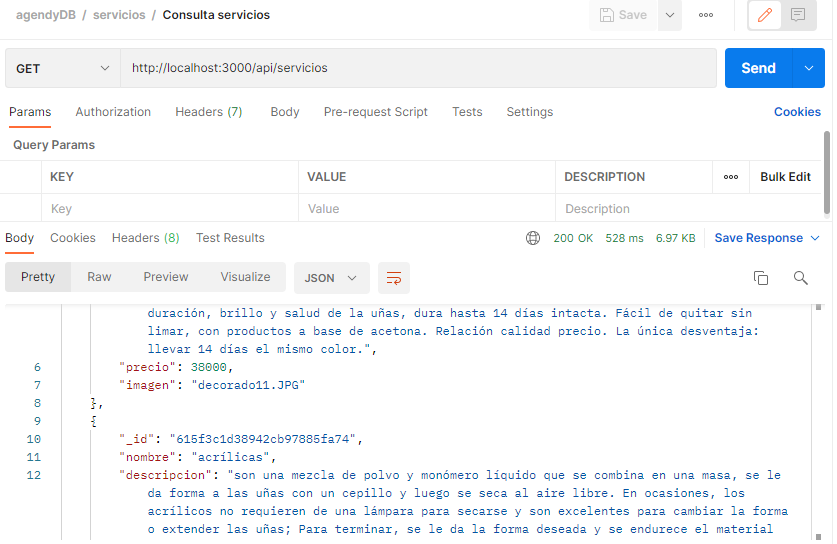 agendyDB / servicios / Consulta servicios
Save
GET
http://localhost:3000/api/servicios
Send
Params Authorization Headers (7) Body Pre-request Script Tests Settings Cookies
Query Params
KEY VALUE DESCRIPTION Bulk Edit
Key Value Description
Body Cookies Headers (8) Test Results 200 OK 528 ms 6.97 KB Save Response
Pretty Raw Preview Visualize JSON
duración, brillo y salud de la uñas, dura hasta 14 días intacta. Fácil de quitar sin
limar, con productos a base de acetona. Relación calidad precio. La única desventaja:
llevar 14 días el mismo color.",
6 "precio": 38000,
7 "imagen": "decorado11.JPG"
8 },
9 {
10 "_id": "615f3c1d38942cb97885fa74",
11 "nombre": "acrílicas",
12 "descripcion": "son una mezcla de polvo y monómero líquido que se combina en una masa, se le
da forma a las uñas con un cepillo y luego se seca al aire libre. En ocasiones, los
acrílicos no requieren de una lámpara para secarse y son excelentes para cambiar la forma
o extender las uñas; Para terminar, se le da la forma deseada y se endurece el material